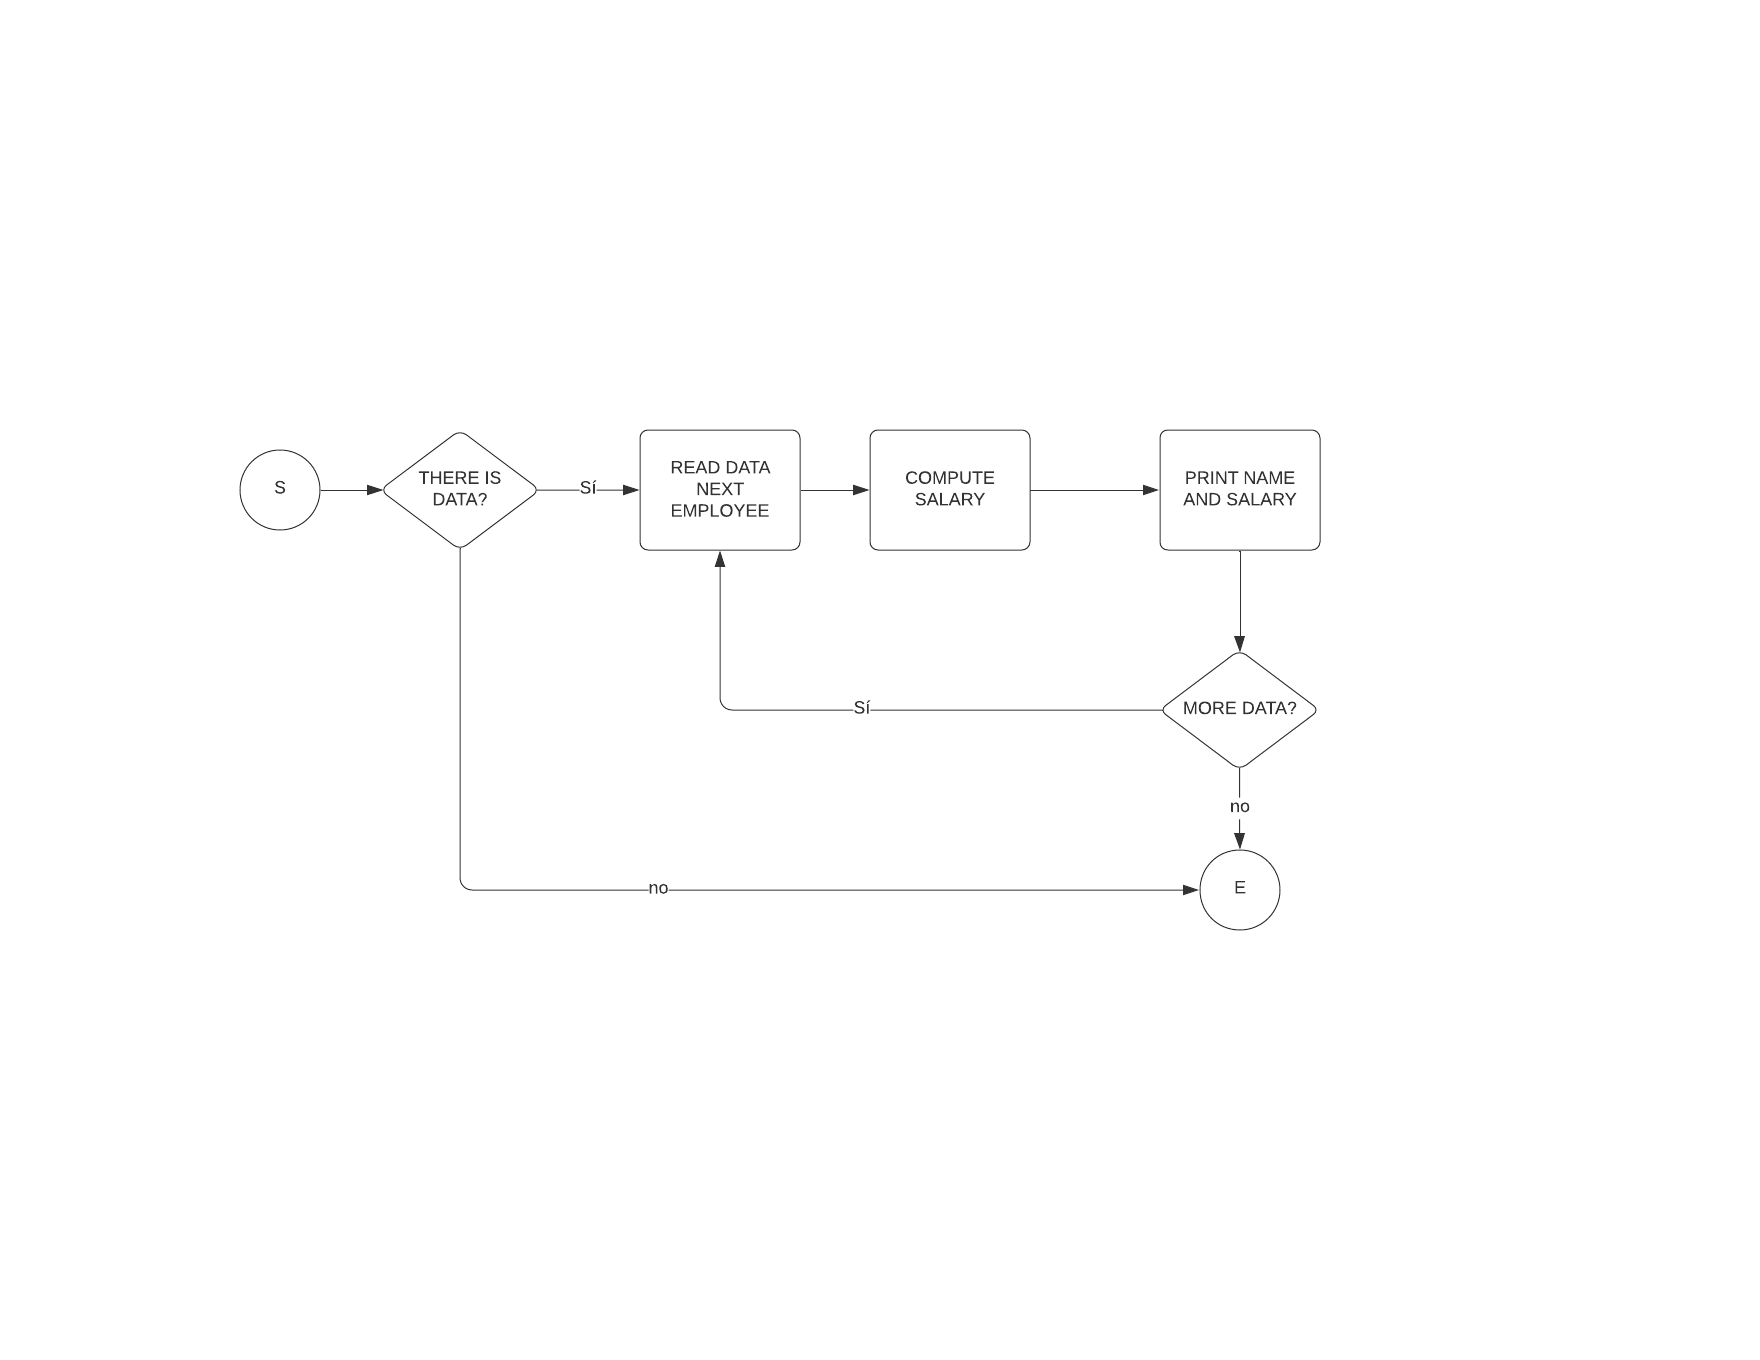 S
THERE IS
DATA?
Sí
READ DATA
NEXT
EMPLOYEE
COMPUTE
SALARY
PRINT NAME
AND SALARY
Sí
MORE DATA?
no
no
E